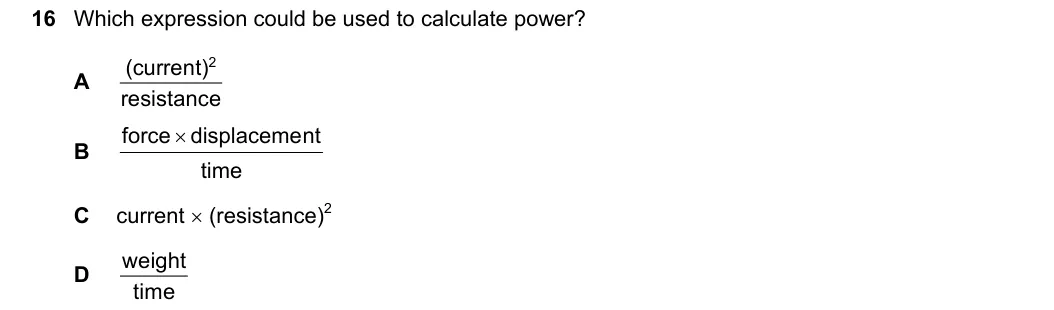 16 Which expression could be used to calculate power?
A (current)²
resistance
force × displacement
B
time
C current × (resistance)²
D weight
time